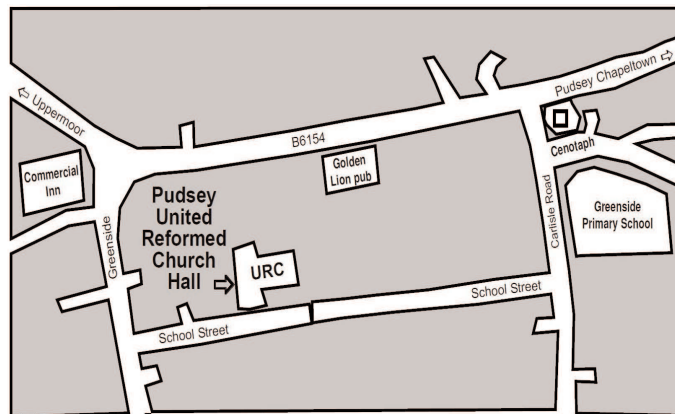 ⇦ Uppermoor
Pudsey Chapeltown ⇨
B6154
Cenotaph
Commercial
Inn
Golden
Lion pub
Greenside
Primary School
Carlisle Road
Greenside
Pudsey
United
Reformed
Church
Hall ⇨
URC
School Street
School Street